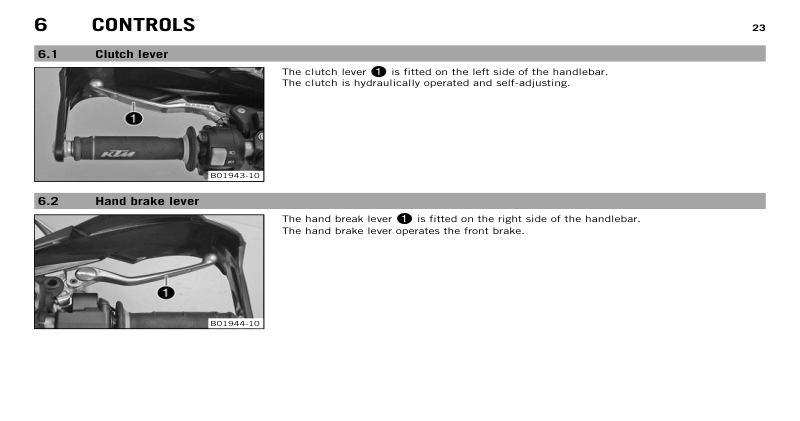 6 CONTROLS 23
6.1 Clutch lever
The clutch lever 1 is fitted on the left side of the handlebar.
The clutch is hydraulically operated and self-adjusting.
1
KTM
B01943-10
6.2 Hand brake lever
The hand break lever 1 is fitted on the right side of the handlebar.
The hand brake lever operates the front brake.
1
B01944-10